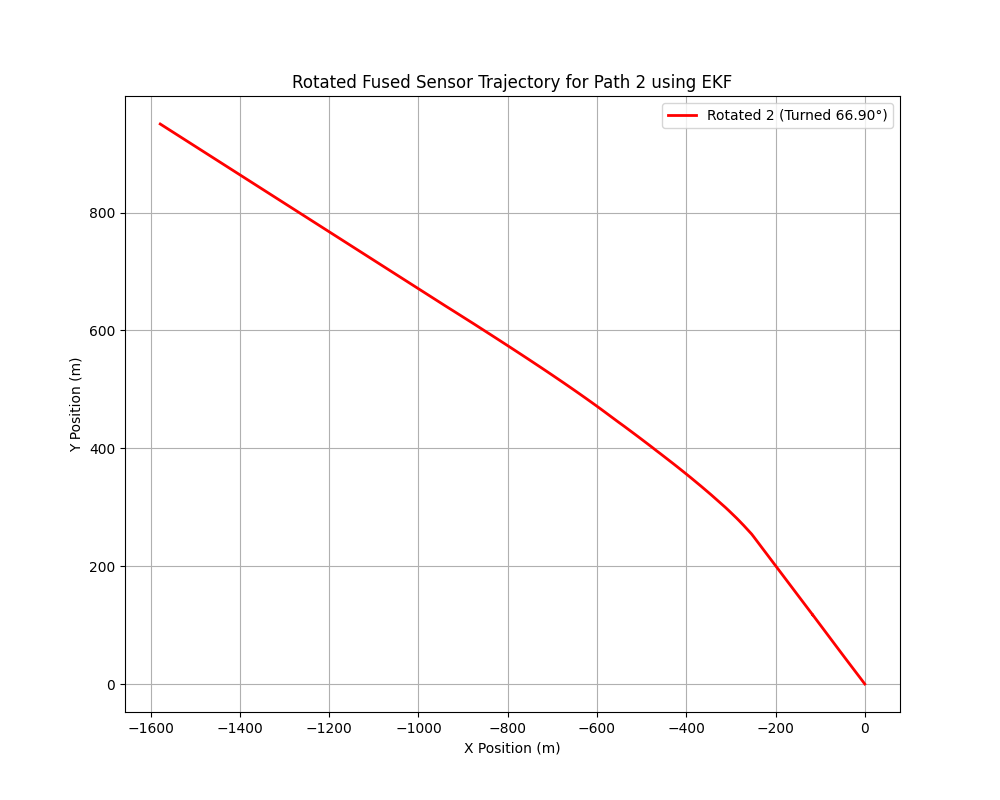 Rotated Fused Sensor Trajectory for Path 2 using EKF
Rotated 2 (Turned 66.90°)
Y Position (m)
800
600
400
200
0
−1600 −1400 −1200 −1000 −800 −600 −400 −200 0
X Position (m)